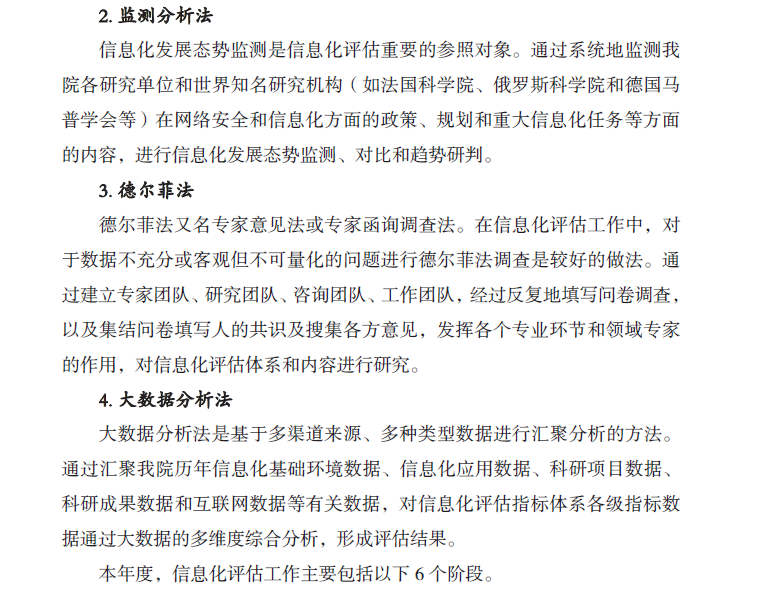 2. 监测分析法
信息化发展态势监测是信息化评估重要的参照对象。通过系统地监测我
院各研究单位和世界知名研究机构（如法国科学院、俄罗斯科学院和德国马
普学会等）在网络安全和信息化方面的政策、规划和重大信息化任务等方面
的内容，进行信息化发展态势监测、对比和趋势研判。
3. 德尔菲法
德尔菲法又名专家意见法或专家函询调查法。在信息化评估工作中，对
于数据不充分或客观但不可量化的问题进行德尔菲法调查是较好的做法。通
过建立专家团队、研究团队、咨询团队、工作团队，经过反复地填写问卷调查，
以及集结问卷填写人的共识及搜集各方意见，发挥各个专业环节和领域专家
的作用，对信息化评估体系和内容进行研究。
4. 大数据分析法
大数据分析法是基于多渠道来源、多种类型数据进行汇聚分析的方法。
通过汇聚我院历年信息化基础环境数据、信息化应用数据、科研项目数据、
科研成果数据和互联网数据等有关数据，对信息化评估指标体系各级指标数
据通过大数据的多维度综合分析，形成评估结果。
本年度，信息化评估工作主要包括以下 6 个阶段。